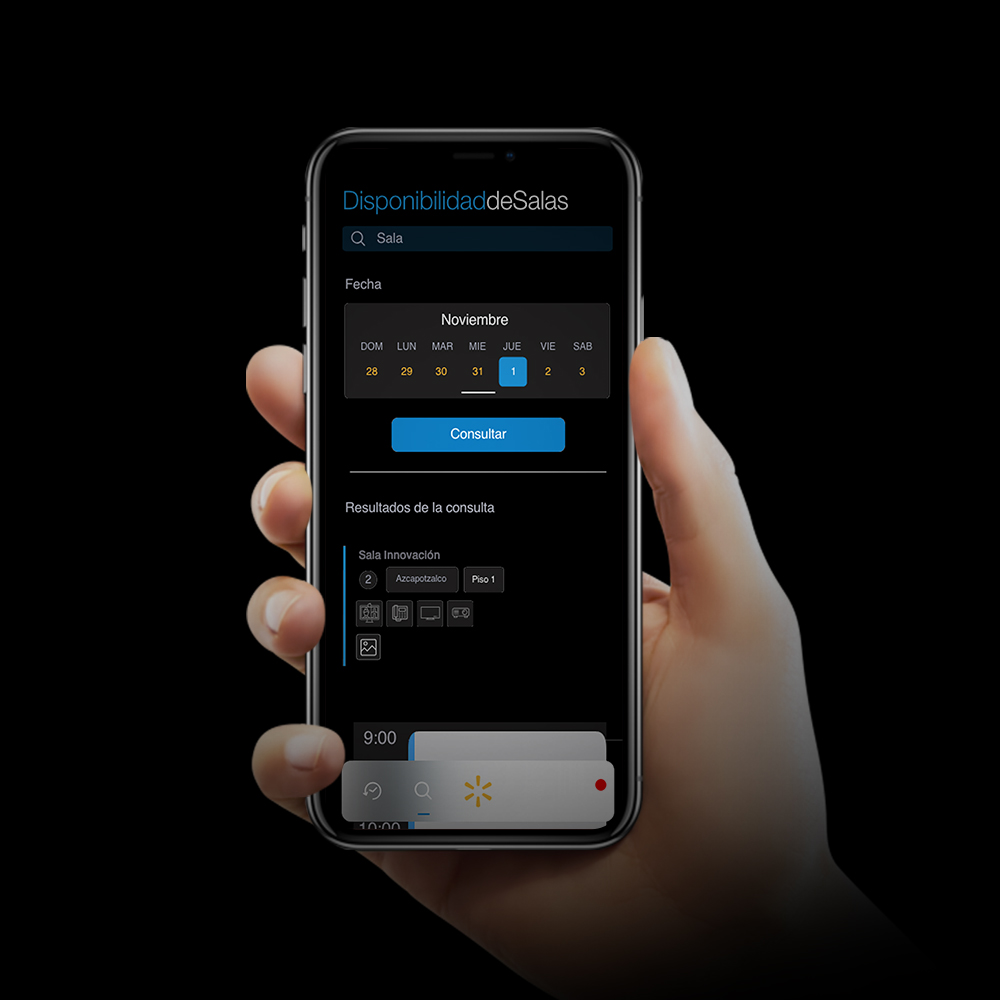 DisponibilidaddeSalas
Sala
Fecha
Noviembre
DOM LUN MAR MIE JUE VIE SAB
28 29 30 31 1 2 3
Consultar
Resultados de la consulta
Sala Innovación
2 Azcapotzalco Piso 1
9:00
10:00